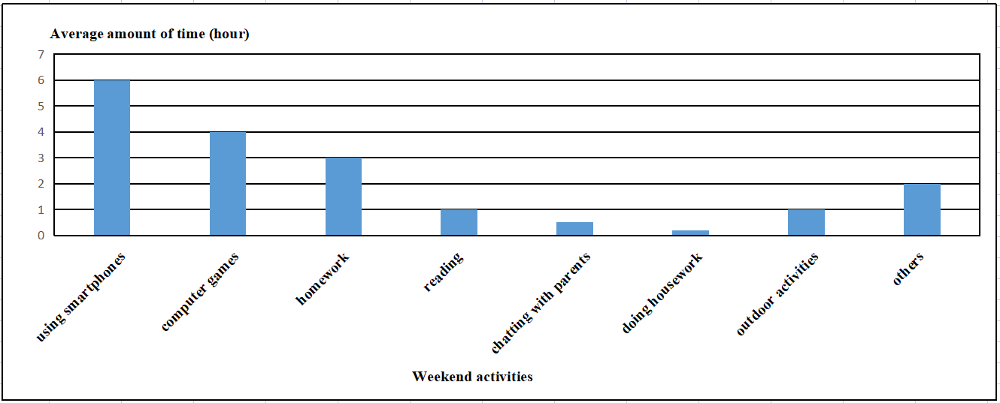 Average amount of time (hour)
7
6
5
4
3
2
1
0
using smartphones
computer games
homework
reading
chatting with parents
doing housework
outdoor activities
others
Weekend activities